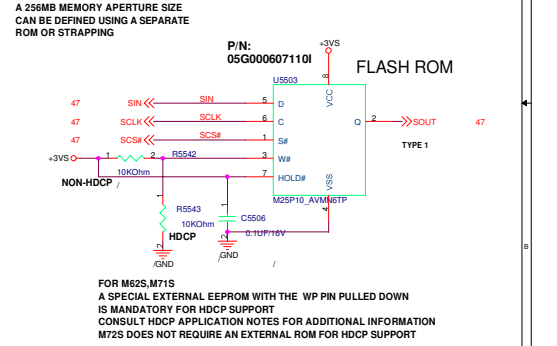 A 256MB MEMORY APERTURE SIZE
CAN BE DEFINED USING A SEPARATE
ROM OR STRAPPING
P/N:
05G000607110I
+3VS
FLASH ROM
U5503
8
VCC
47 SIN SIN 5 D
47 SCLK SCLK 6 C
Q 2 SOUT 47
47 SCS# SCS# 1 S#
TYPE 1
+3VS 1 2 R5542 3 W#
10KOhm
7 HOLD#
NON-HDCP /
VSS
M25P10_AVMN6TP
4
1
R5543
10KOhm
HDCP
2
/GND
1
C5506
0.1UF/16V
2
/GND
/
B
FOR M62S,M71S
A SPECIAL EXTERNAL EEPROM WITH THE WP PIN PULLED DOWN
IS MANDATORY FOR HDCP SUPPORT
CONSULT HDCP APPLICATION NOTES FOR ADDITIONAL INFORMATION
M72S DOES NOT REQUIRE AN EXTERNAL ROM FOR HDCP SUPPORT